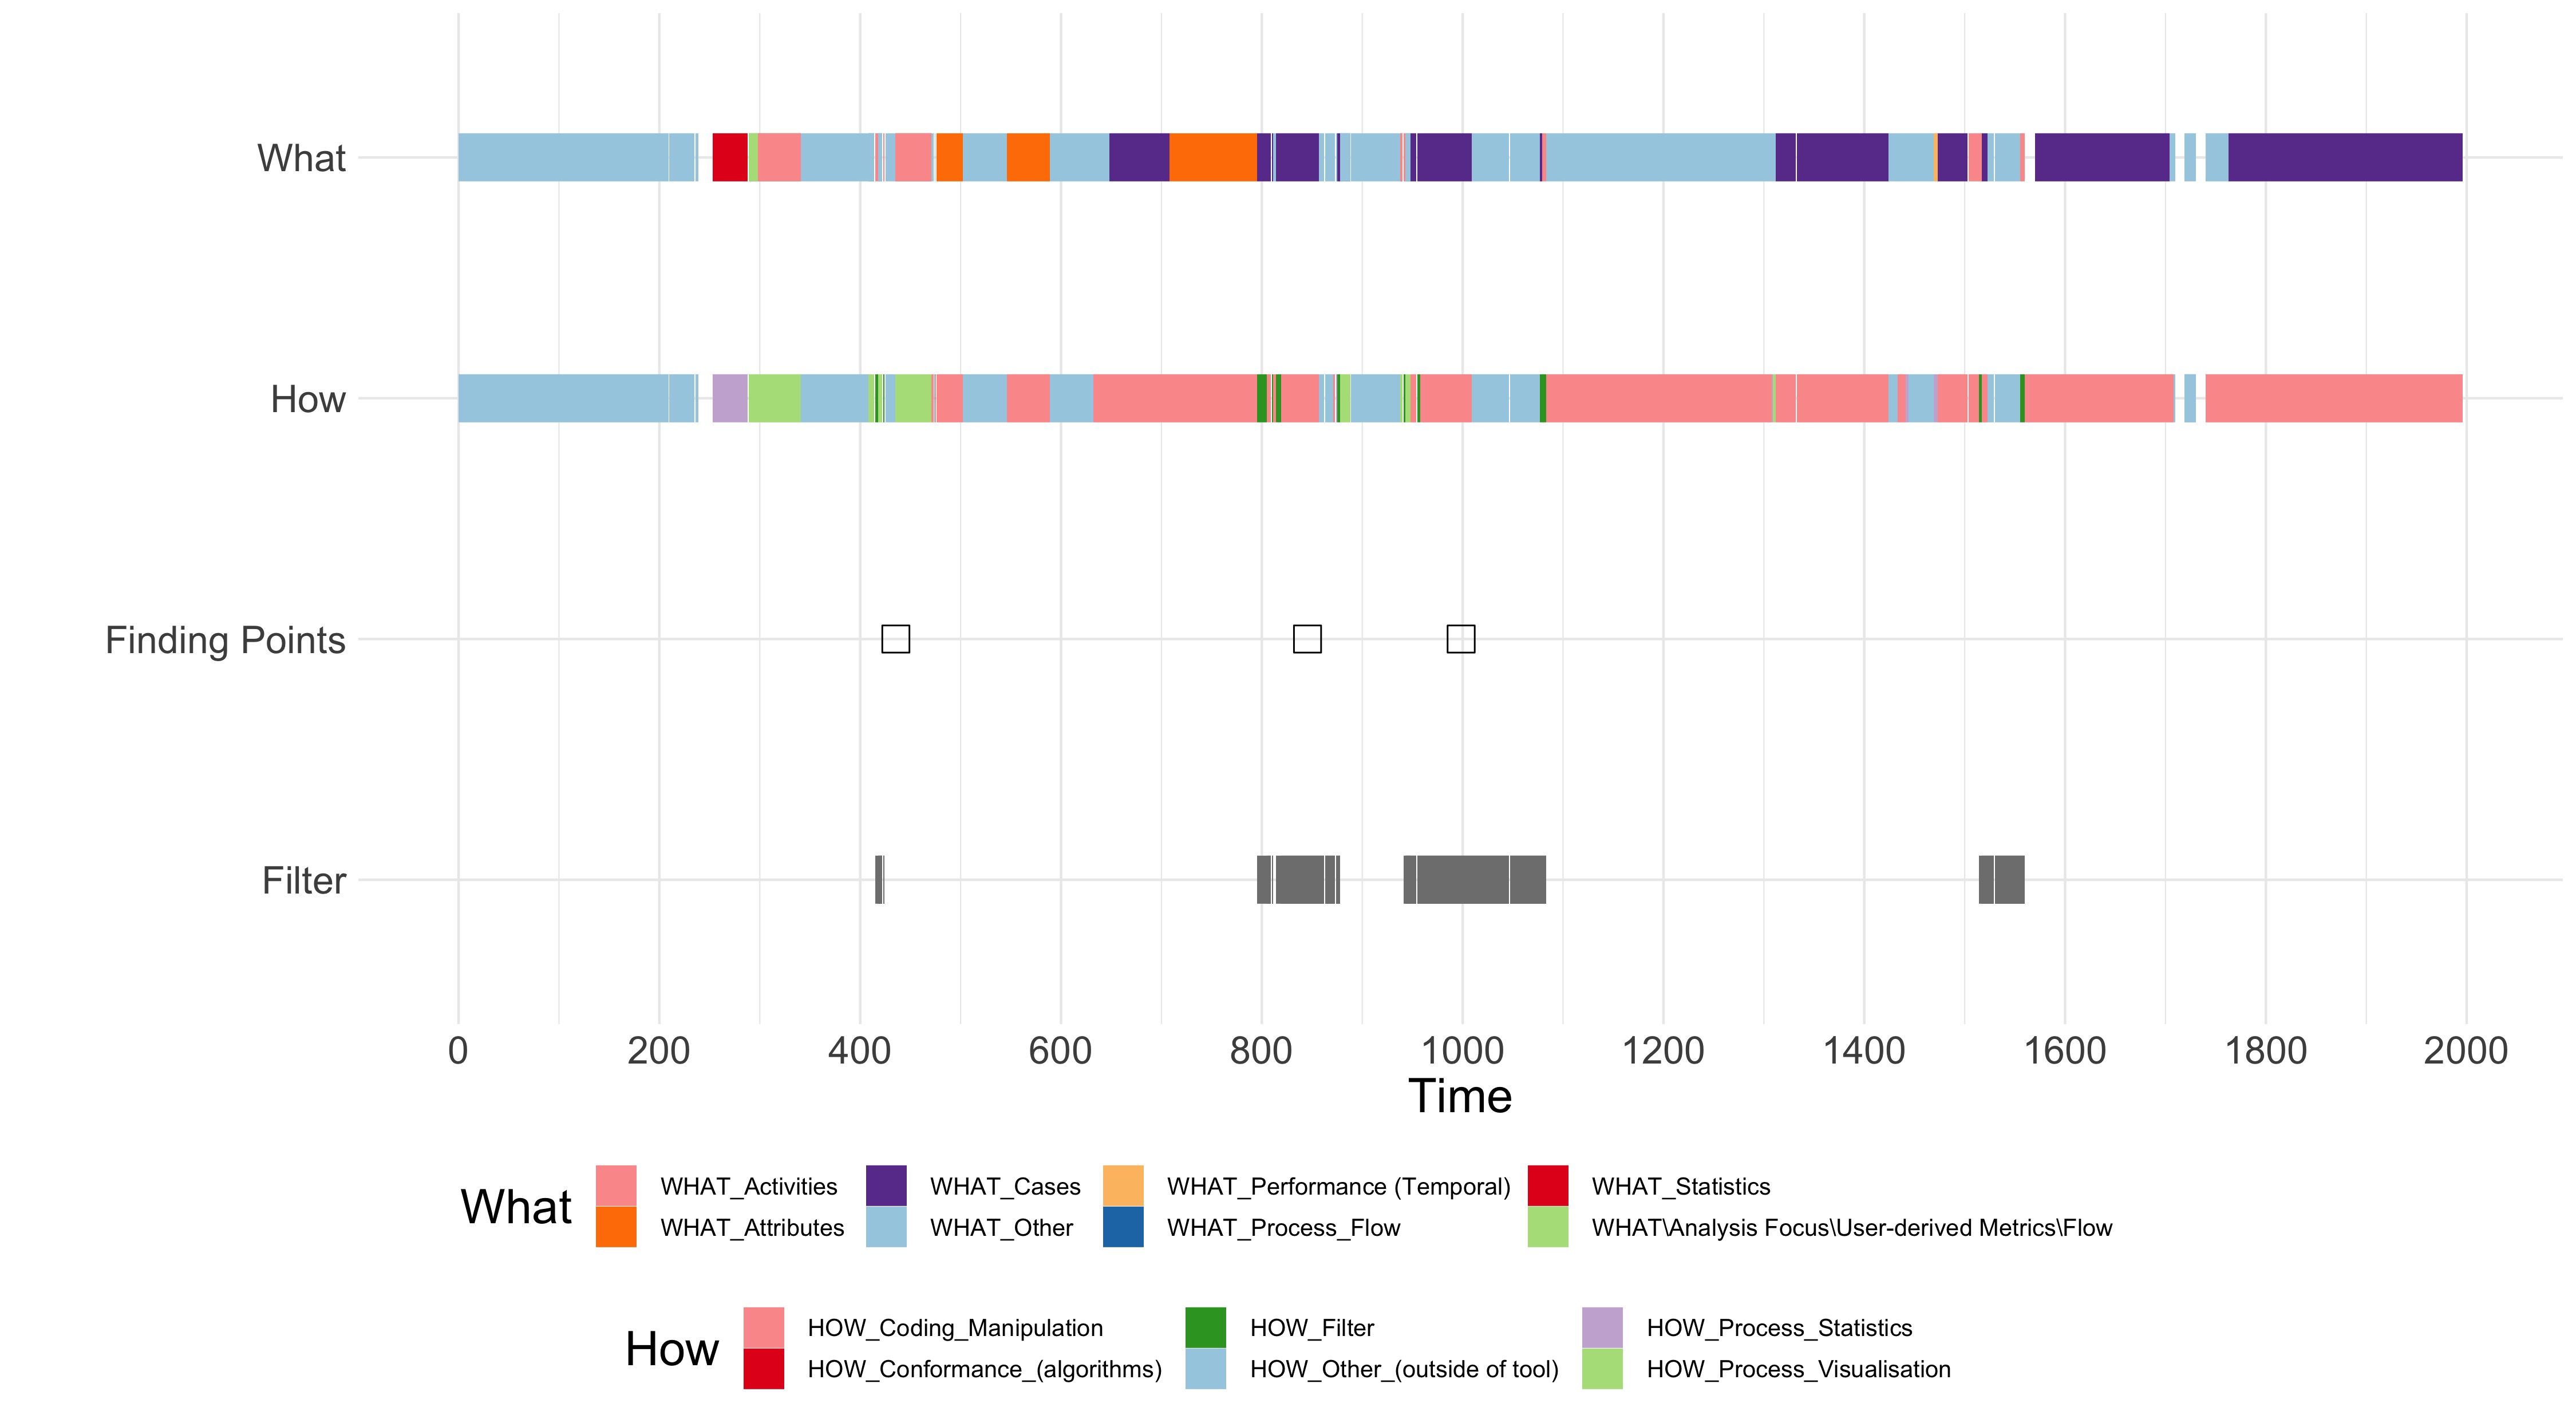 What
How
Finding Points
Filter
0 200 400 600 800 1000 1200 1400 1600 1800 2000
Time
What
WHAT_Activities WHAT_Cases WHAT_Performance (Temporal) WHAT_Statistics
WHAT_Attributes WHAT_Other WHAT_Process_Flow WHAT\Analysis Focus\User-derived Metrics\Flow
How
HOW_Coding_Manipulation HOW_Filter HOW_Process_Statistics
HOW_Conformance_(algorithms) HOW_Other_(outside of tool) HOW_Process_Visualisation